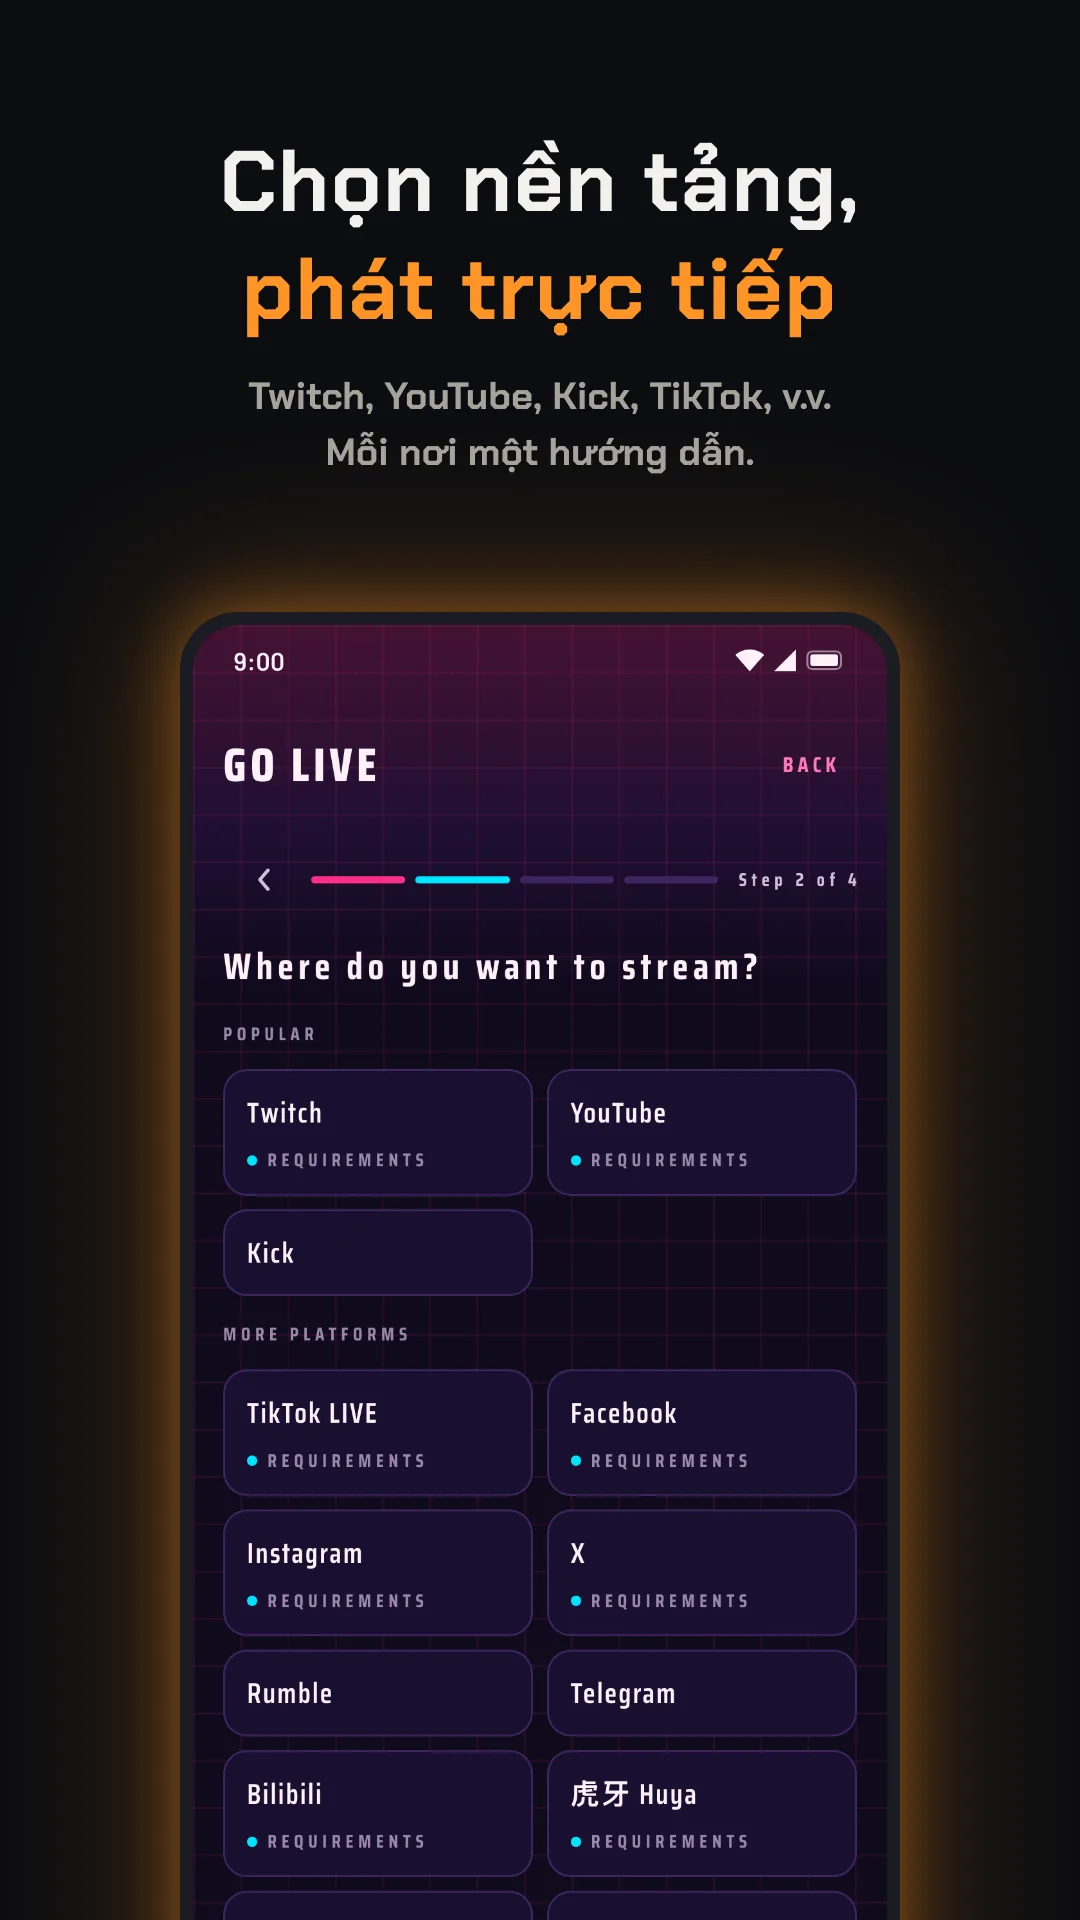 Chọn nền tảng,
phát trực tiếp
Twitch, YouTube, Kick, TikTok, v.v.
Mỗi nơi một hướng dẫn.
9:00
GO LIVE
BACK
Step 2 of 4
Where do you want to stream?
POPULAR
Twitch
REQUIREMENTS
YouTube
REQUIREMENTS
Kick
MORE PLATFORMS
TikTok LIVE
REQUIREMENTS
Facebook
REQUIREMENTS
Instagram
REQUIREMENTS
X
REQUIREMENTS
Rumble
Telegram
Bilibili
REQUIREMENTS
虎牙 Huya
REQUIREMENTS